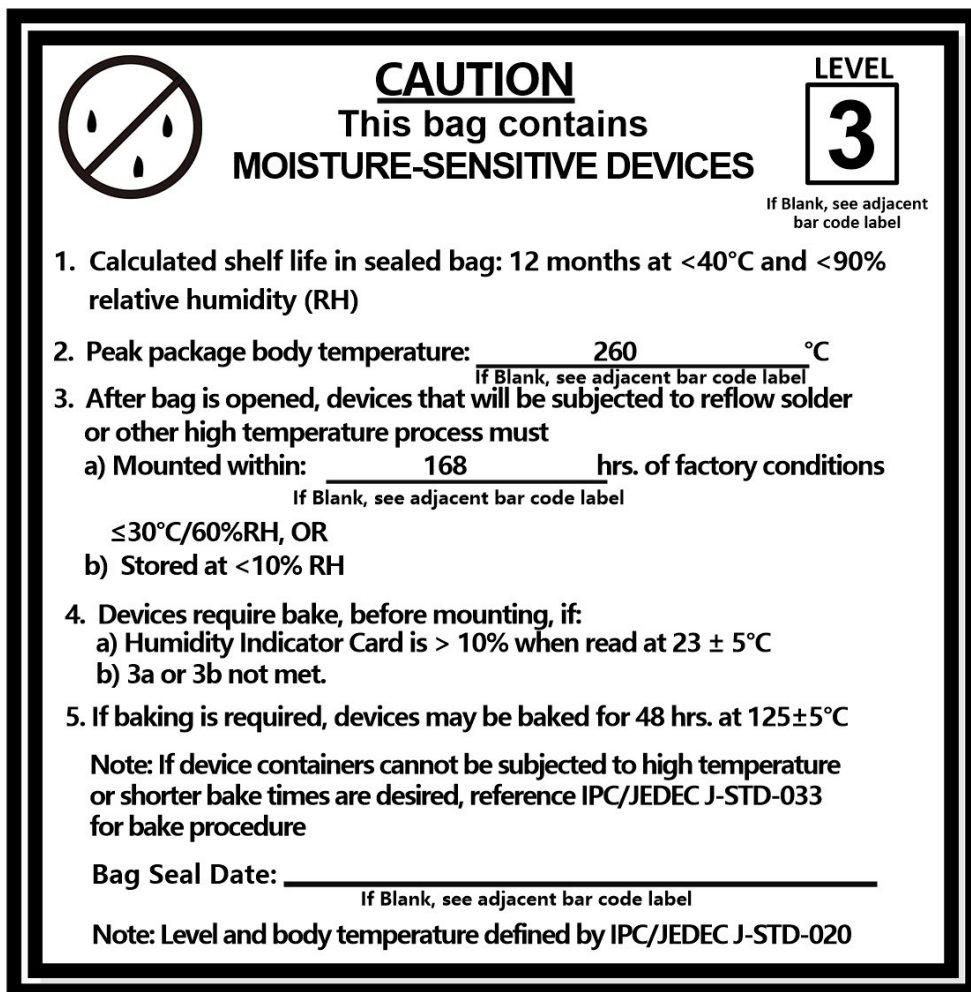 CAUTION
This bag contains
MOISTURE-SENSITIVE DEVICES
LEVEL
3
If Blank, see adjacent
bar code label
1. Calculated shelf life in sealed bag: 12 months at <40°C and <90%
relative humidity (RH)
2. Peak package body temperature: 260 °C
If Blank, see adjacent bar code label
3. After bag is opened, devices that will be subjected to reflow solder
or other high temperature process must
a) Mounted within: 168 hrs. of factory conditions
If Blank, see adjacent bar code label
≤30°C/60%RH, OR
b) Stored at <10% RH
4. Devices require bake, before mounting, if:
a) Humidity Indicator Card is > 10% when read at 23 ± 5°C
b) 3a or 3b not met.
5. If baking is required, devices may be baked for 48 hrs. at 125±5°C
Note: If device containers cannot be subjected to high temperature
or shorter bake times are desired, reference IPC/JEDEC J-STD-033
for bake procedure
Bag Seal Date:
If Blank, see adjacent bar code label
Note: Level and body temperature defined by IPC/JEDEC J-STD-020